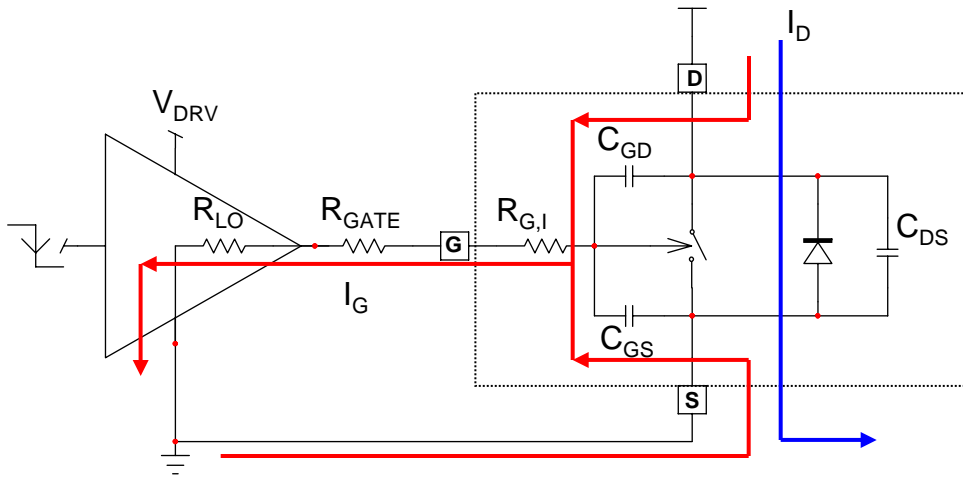 I_D
D
V_DRV
C_GD
R_LO
R_GATE
R_G,I
G
C_DS
I_G
C_GS
S